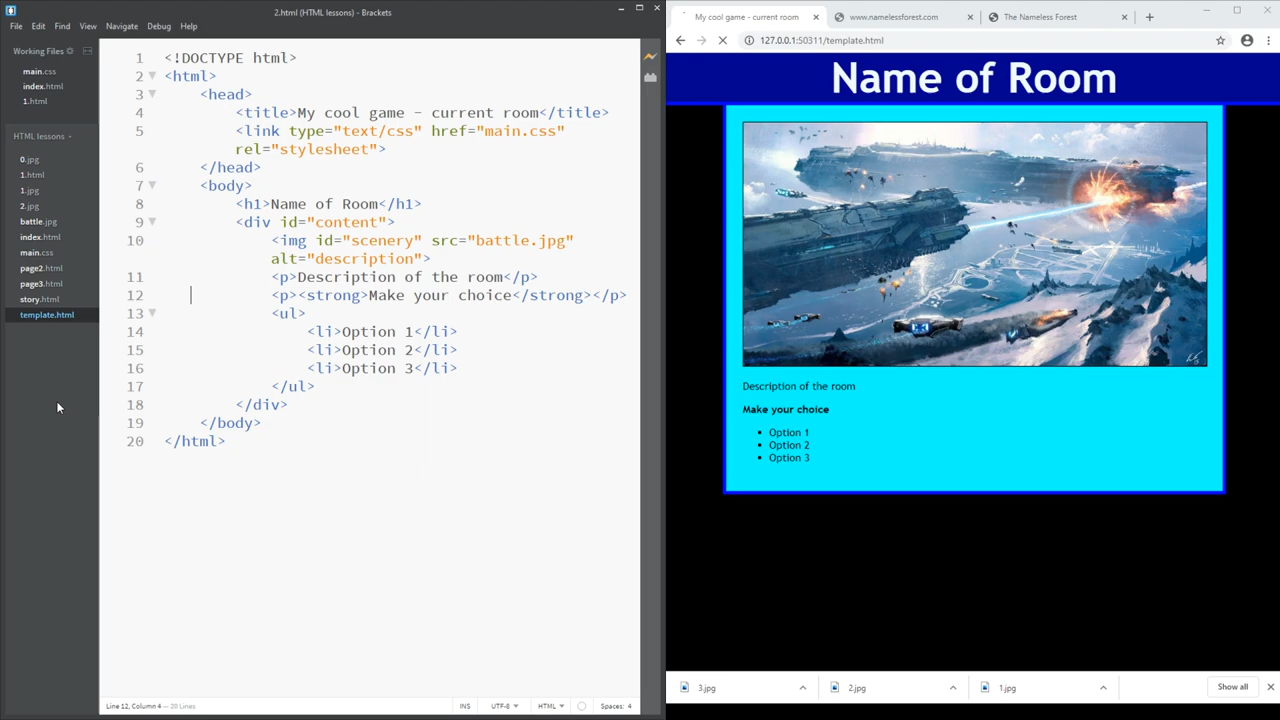 2.html (HTML lessons) - Brackets
File Edit Find View Navigate Debug Help
Working Files
main.css
index.html
1.html
HTML lessons
0.jpg
1.html
1.jpg
2.jpg
battle.jpg
index.html
main.css
page2.html
page3.html
story.html
template.html
1 <!DOCTYPE html>
2 <html>
3 <head>
4 <title>My cool game - current room</title>
5 <link type="text/css" href="main.css"
rel="stylesheet">
6 </head>
7 <body>
8 <h1>Name of Room</h1>
9 <div id="content">
10 <img id="scenery" src="battle.jpg"
alt="description">
11 <p>Description of the room</p>
12 <p><strong>Make your choice</strong></p>
13 <ul>
14 <li>Option 1</li>
15 <li>Option 2</li>
16 <li>Option 3</li>
17 </ul>
18 </div>
19 </body>
20 </html>
Line 12, Column 4 — 20 Lines
INS UTF-8 HTML Spaces: 4
My cool game - current room
www.namelessforest.com
The Nameless Forest
127.0.0.1:50311/template.html
Name of Room
Description of the room
Make your choice
• Option 1
• Option 2
• Option 3
3.jpg
2.jpg
1.jpg
Show all